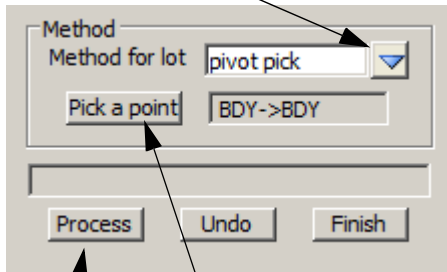 Method
Method for lot pivot pick
Pick a point BDY->BDY
Process Undo Finish